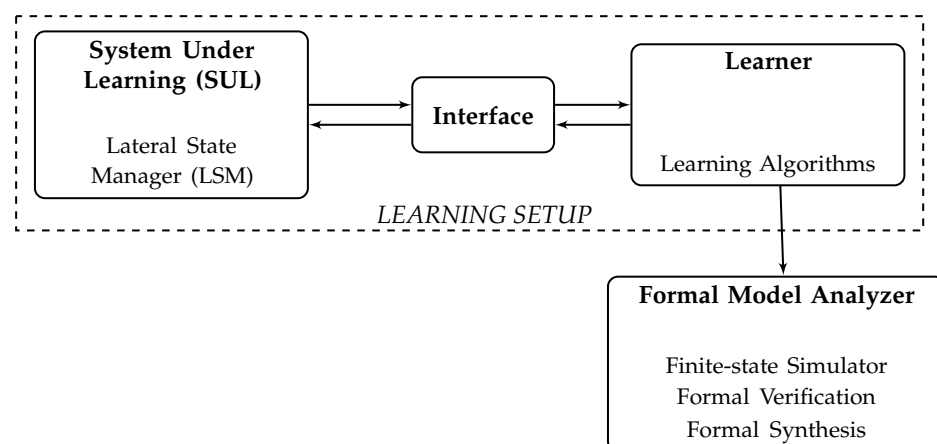 System Under
Learning (SUL)
Lateral State
Manager (LSM)
Interface
Learner
Learning Algorithms
LEARNING SETUP
Formal Model Analyzer
Finite-state Simulator
Formal Verification
Formal Synthesis